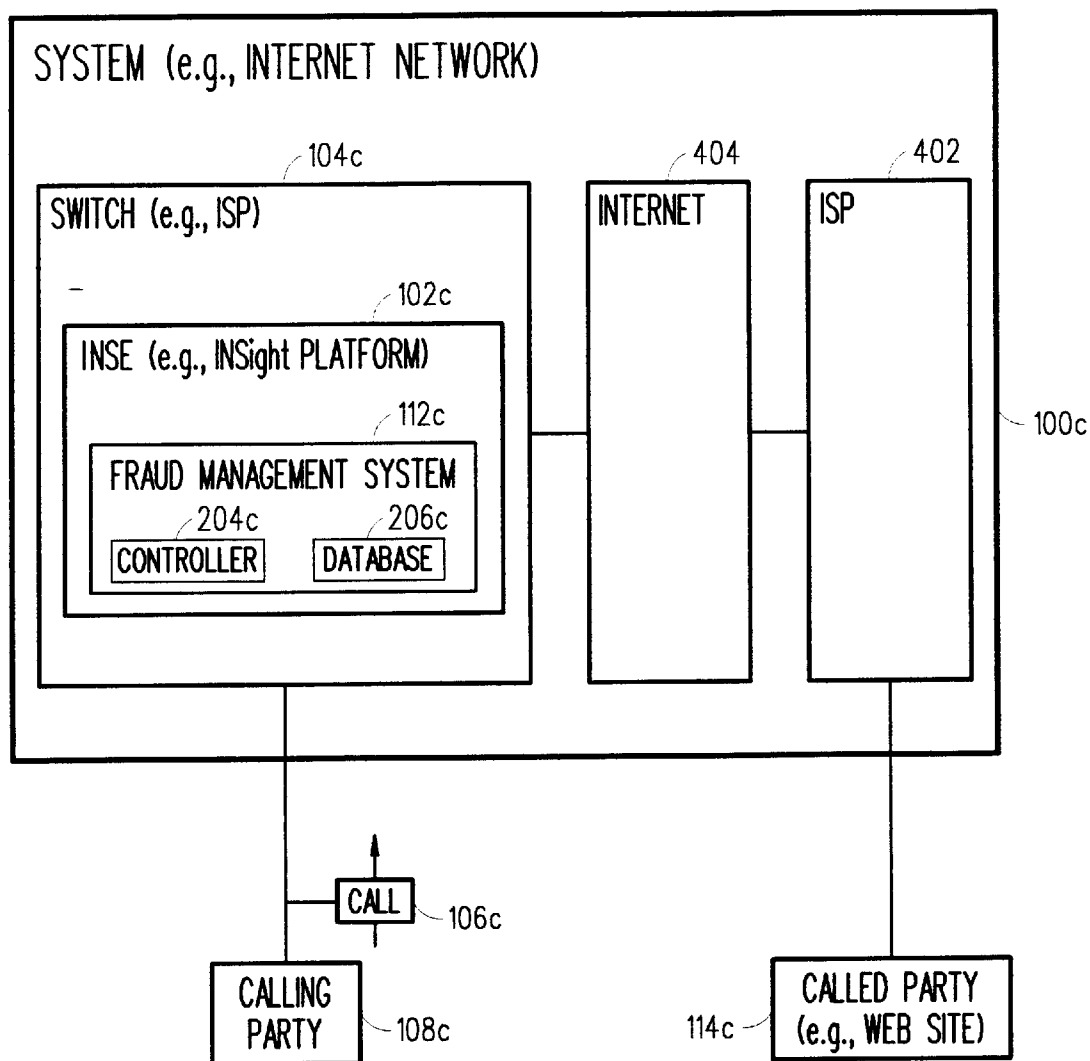 SYSTEM (e.g., INTERNET NETWORK)
104c
404
402
SWITCH (e.g., ISP)
INTERNET
ISP
102c
INSE (e.g., INSight PLATFORM)
112c
100c
FRAUD MANAGEMENT SYSTEM
204c
206c
CONTROLLER
DATABASE
CALL
106c
CALLING
PARTY
108c
CALLED PARTY
(e.g., WEB SITE)
114c